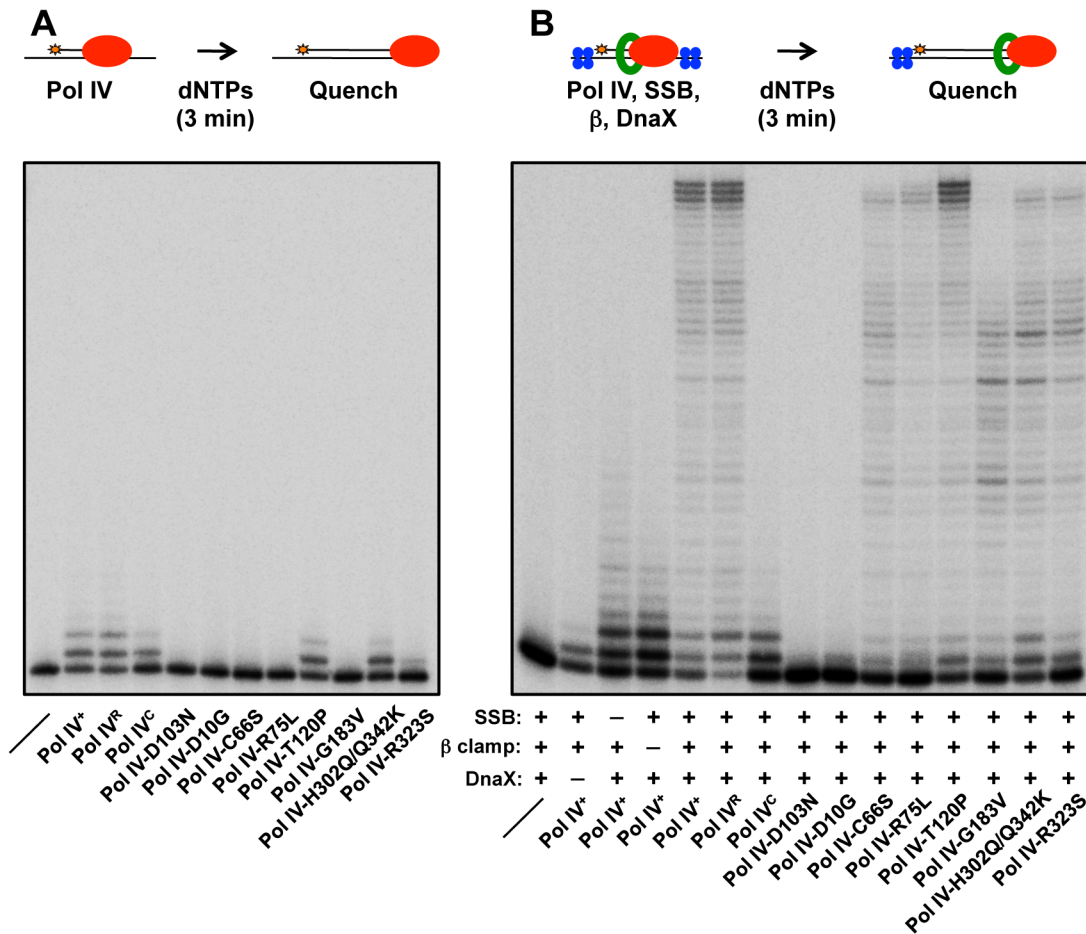 A
Pol IV
dNTPs
(3 min)
Quench
B
Pol IV, SSB,
β, DnaX
dNTPs
(3 min)
Quench
Pol IV+
Pol IVR
Pol IVC
Pol IV-D103N
Pol IV-D10G
Pol IV-C66S
Pol IV-R75L
Pol IV-T120P
Pol IV-G183V
Pol IV-H302Q/Q342K
Pol IV-R323S
SSB: + + – + + + + + + + + + + + + +
β clamp: + + + – + + + + + + + + + + + +
DnaX: + – + + + + + + + + + + + + + +
Pol IV+
Pol IV+
Pol IV+
Pol IV+
Pol IVR
Pol IVC
Pol IV-D103N
Pol IV-D10G
Pol IV-C66S
Pol IV-R75L
Pol IV-T120P
Pol IV-G183V
Pol IV-H302Q/Q342K
Pol IV-R323S